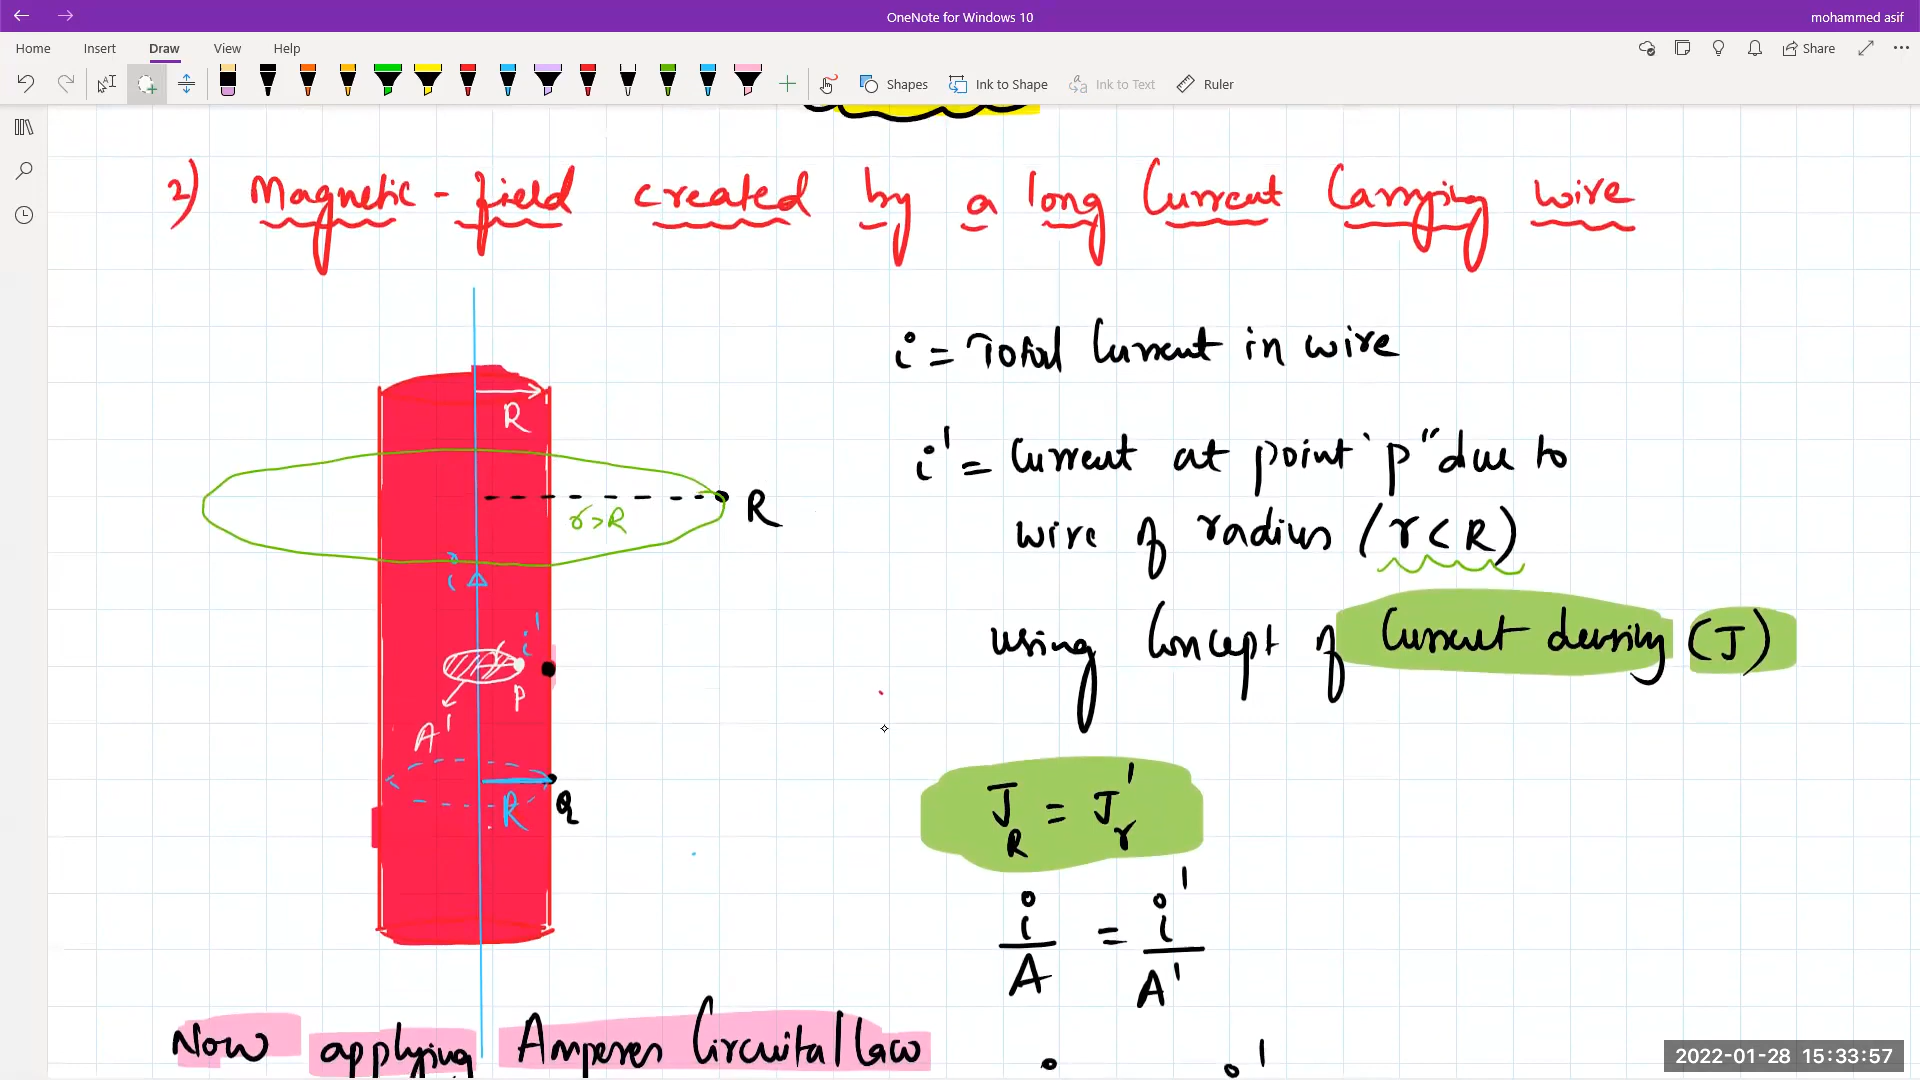 OneNote for Windows 10
mohammed asif
Home Insert Draw View Help
Share
Shapes Ink to Shape Ink to Text Ruler
2) Magnetic - field created by a long Current Carrying wire
R
r>R
R
i
i'
P
A'
R
Q
i = Total Current in wire
i' = Current at point "P" due to
wire of radius (r < R)
using Concept of Current density (J)
J_R = J'_r
i/A = i'/A'
i i'
Now applying Amperes Circuital law
2022-01-28 15:33:57